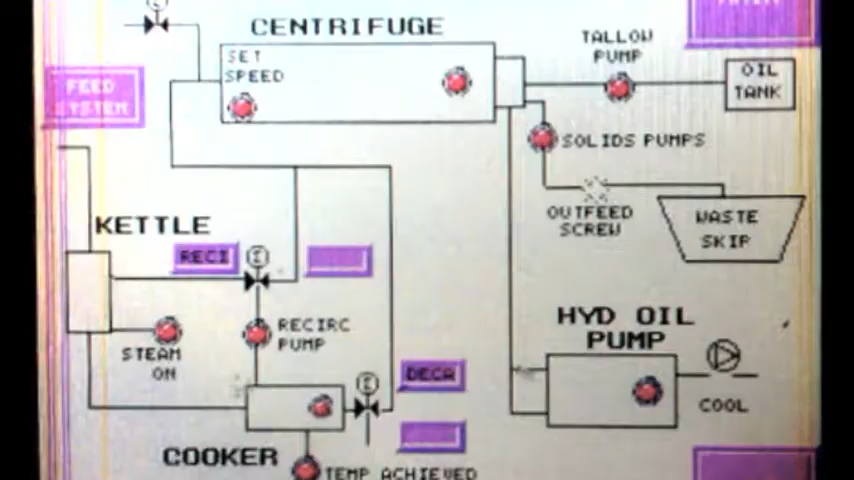 CENTRIFUGE
TALLOW
PUMP
SET
SPEED
OIL
TANK
FEED
SYSTEM
SOLIDS PUMPS
OUTFEED
SCREW
WASTE
SKIP
KETTLE
RECI
HYD OIL
PUMP
RECIRC
PUMP
STEAM
ON
DECA
COOL
COOKER
TEMP ACHIEVED